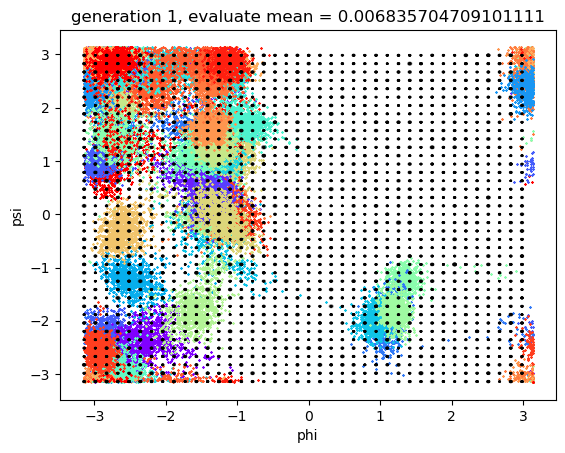 generation 1, evaluate mean = 0.006835704709101111
3
2
1
0
−1
−2
−3
psi
−3 −2 −1 0 1 2 3
phi